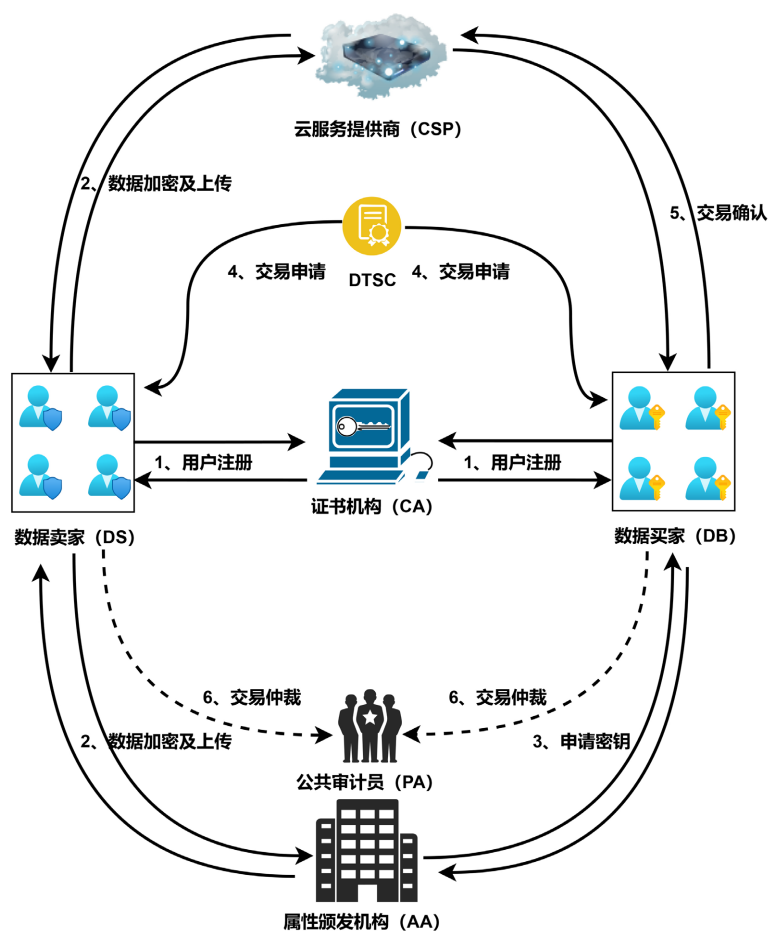 云服务提供商（CSP）
2、数据加密及上传
5、交易确认
4、交易申请
DTSC
4、交易申请
1、用户注册
1、用户注册
证书机构（CA）
数据卖家（DS）
数据买家（DB）
6、交易仲裁
6、交易仲裁
2、数据加密及上传
3、申请密钥
公共审计员（PA）
属性颁发机构（AA）